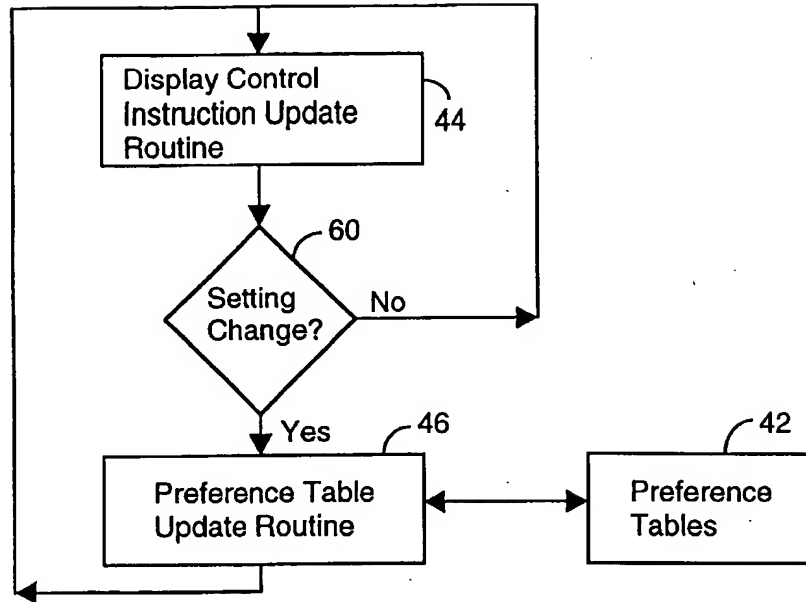 Display Control
Instruction Update
Routine
44
60
Setting
Change?
No
Yes
46
42
Preference Table
Update Routine
Preference
Tables